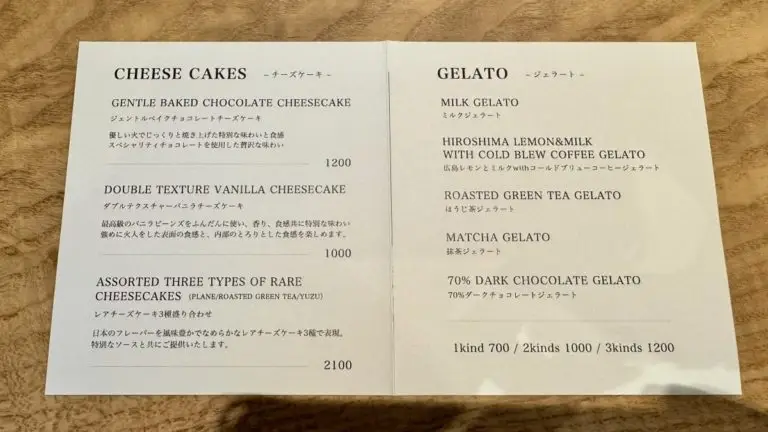 CHEESE CAKES ~チーズケーキ~
GENTLE BAKED CHOCOLATE CHEESECAKE
ジェントルベイクチョコレートチーズケーキ
優しい火でじっくりと焼き上げた特別な味わいと食感
スペシャリティチョコレートを使用した贅沢な味わい
1200
DOUBLE TEXTURE VANILLA CHEESECAKE
ダブルテクスチャーバニラチーズケーキ
最高級のバニラビーンズをふんだんに使い、香り、食感共に特別な味わい
強めに火入をした表面の食感と、内部のとろりとした食感を楽しめます。
1000
ASSORTED THREE TYPES OF RARE
CHEESECAKES (PLANE/ROASTED GREEN TEA/YUZU)
レアチーズケーキ3種盛り合わせ
日本のフレーバーを風味豊かでなめらかなレアチーズケーキ3種で表現。
特別なソースと共にご提供いたします。
2100
GELATO ~ジェラート~
MILK GELATO
ミルクジェラート
HIROSHIMA LEMON&MILK
WITH COLD BLEW COFFEE GELATO
広島レモンとミルクwithコールドブリューコーヒージェラート
ROASTED GREEN TEA GELATO
ほうじ茶ジェラート
MATCHA GELATO
抹茶ジェラート
70% DARK CHOCOLATE GELATO
70%ダークチョコレートジェラート
1kind 700 / 2kinds 1000 / 3kinds 1200